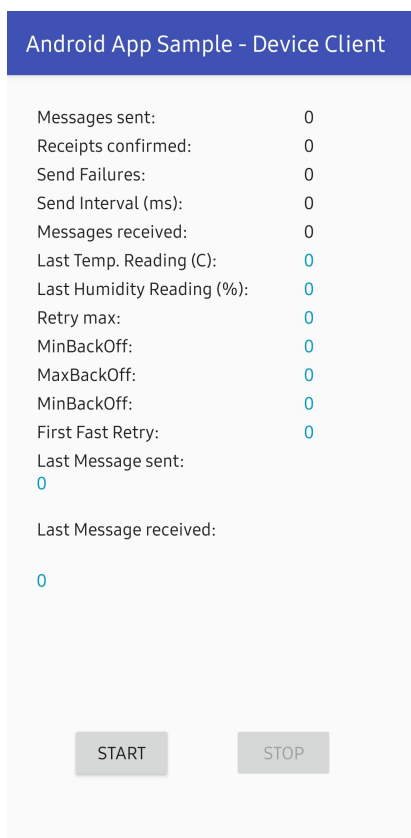 Android App Sample - Device Client
Messages sent: 0
Receipts confirmed: 0
Send Failures: 0
Send Interval (ms): 0
Messages received: 0
Last Temp. Reading (C): 0
Last Humidity Reading (%): 0
Retry max: 0
MinBackOff: 0
MaxBackOff: 0
MinBackOff: 0
First Fast Retry: 0
Last Message sent:
0
Last Message received:
0
START STOP